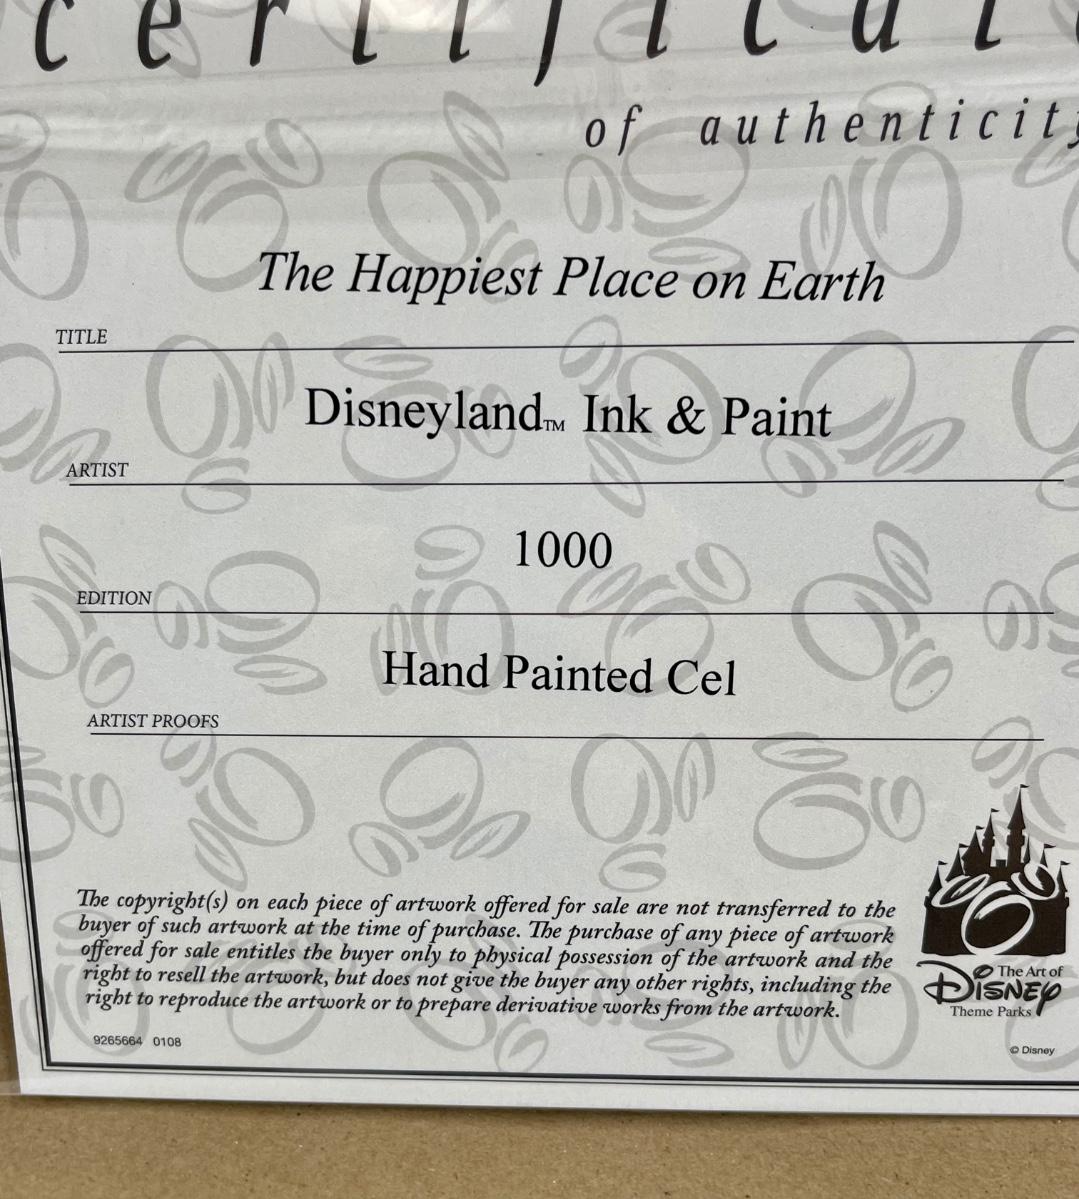 certificate
of authenticity
The Happiest Place on Earth
TITLE
Disneyland™ Ink & Paint
ARTIST
1000
EDITION
Hand Painted Cel
ARTIST PROOFS
The copyright(s) on each piece of artwork offered for sale are not transferred to the
buyer of such artwork at the time of purchase. The purchase of any piece of artwork
offered for sale entitles the buyer only to physical possession of the artwork and the
right to resell the artwork, but does not give the buyer any other rights, including the
right to reproduce the artwork or to prepare derivative works from the artwork.
The Art of
Disney
Theme Parks
9265664 0108
© Disney